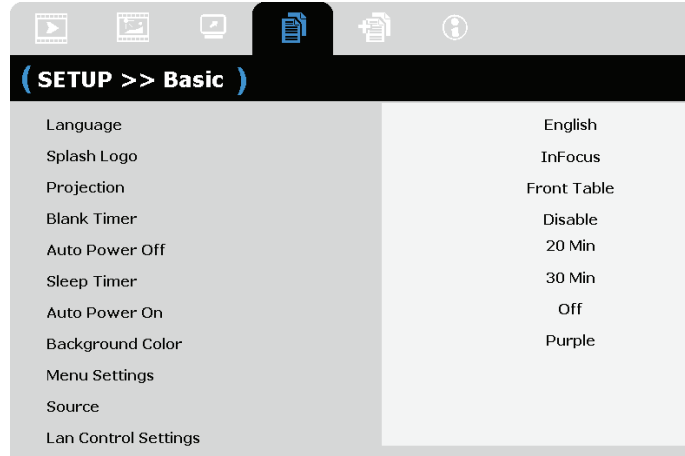 ( SETUP >> Basic )
Language English
Splash Logo InFocus
Projection Front Table
Blank Timer Disable
Auto Power Off 20 Min
Sleep Timer 30 Min
Auto Power On Off
Background Color Purple
Menu Settings
Source
Lan Control Settings